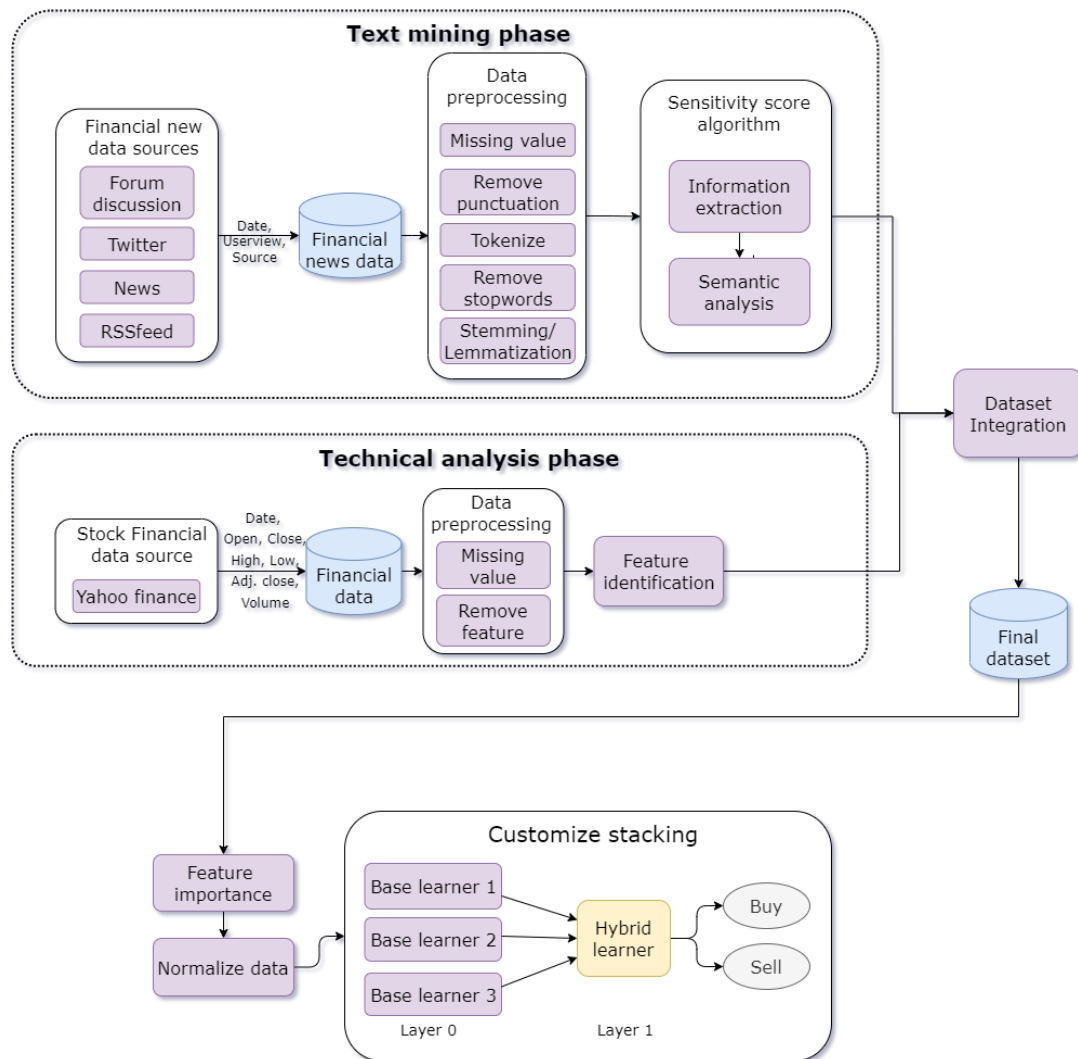 Text mining phase
Financial new
data sources
Forum
discussion
Twitter
News
RSSfeed
Date,
Userview,
Source
Financial
news data
Data
preprocessing
Missing value
Remove
punctuation
Tokenize
Remove
stopwords
Stemming/
Lemmatization
Sensitivity score
algorithm
Information
extraction
Semantic
analysis
Dataset
Integration
Technical analysis phase
Stock Financial
data source
Yahoo finance
Date,
Open, Close,
High, Low,
Adj. close,
Volume
Financial
data
Data
preprocessing
Missing
value
Remove
feature
Feature
identification
Final
dataset
Feature
importance
Normalize data
Customize stacking
Base learner 1
Base learner 2
Base learner 3
Layer 0
Hybrid
learner
Layer 1
Buy
Sell